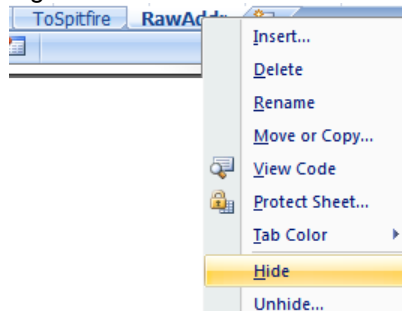 ToSpitfire
Insert...
Delete
Rename
Move or Copy...
View Code
Protect Sheet...
Tab Color
Hide
Unhide...